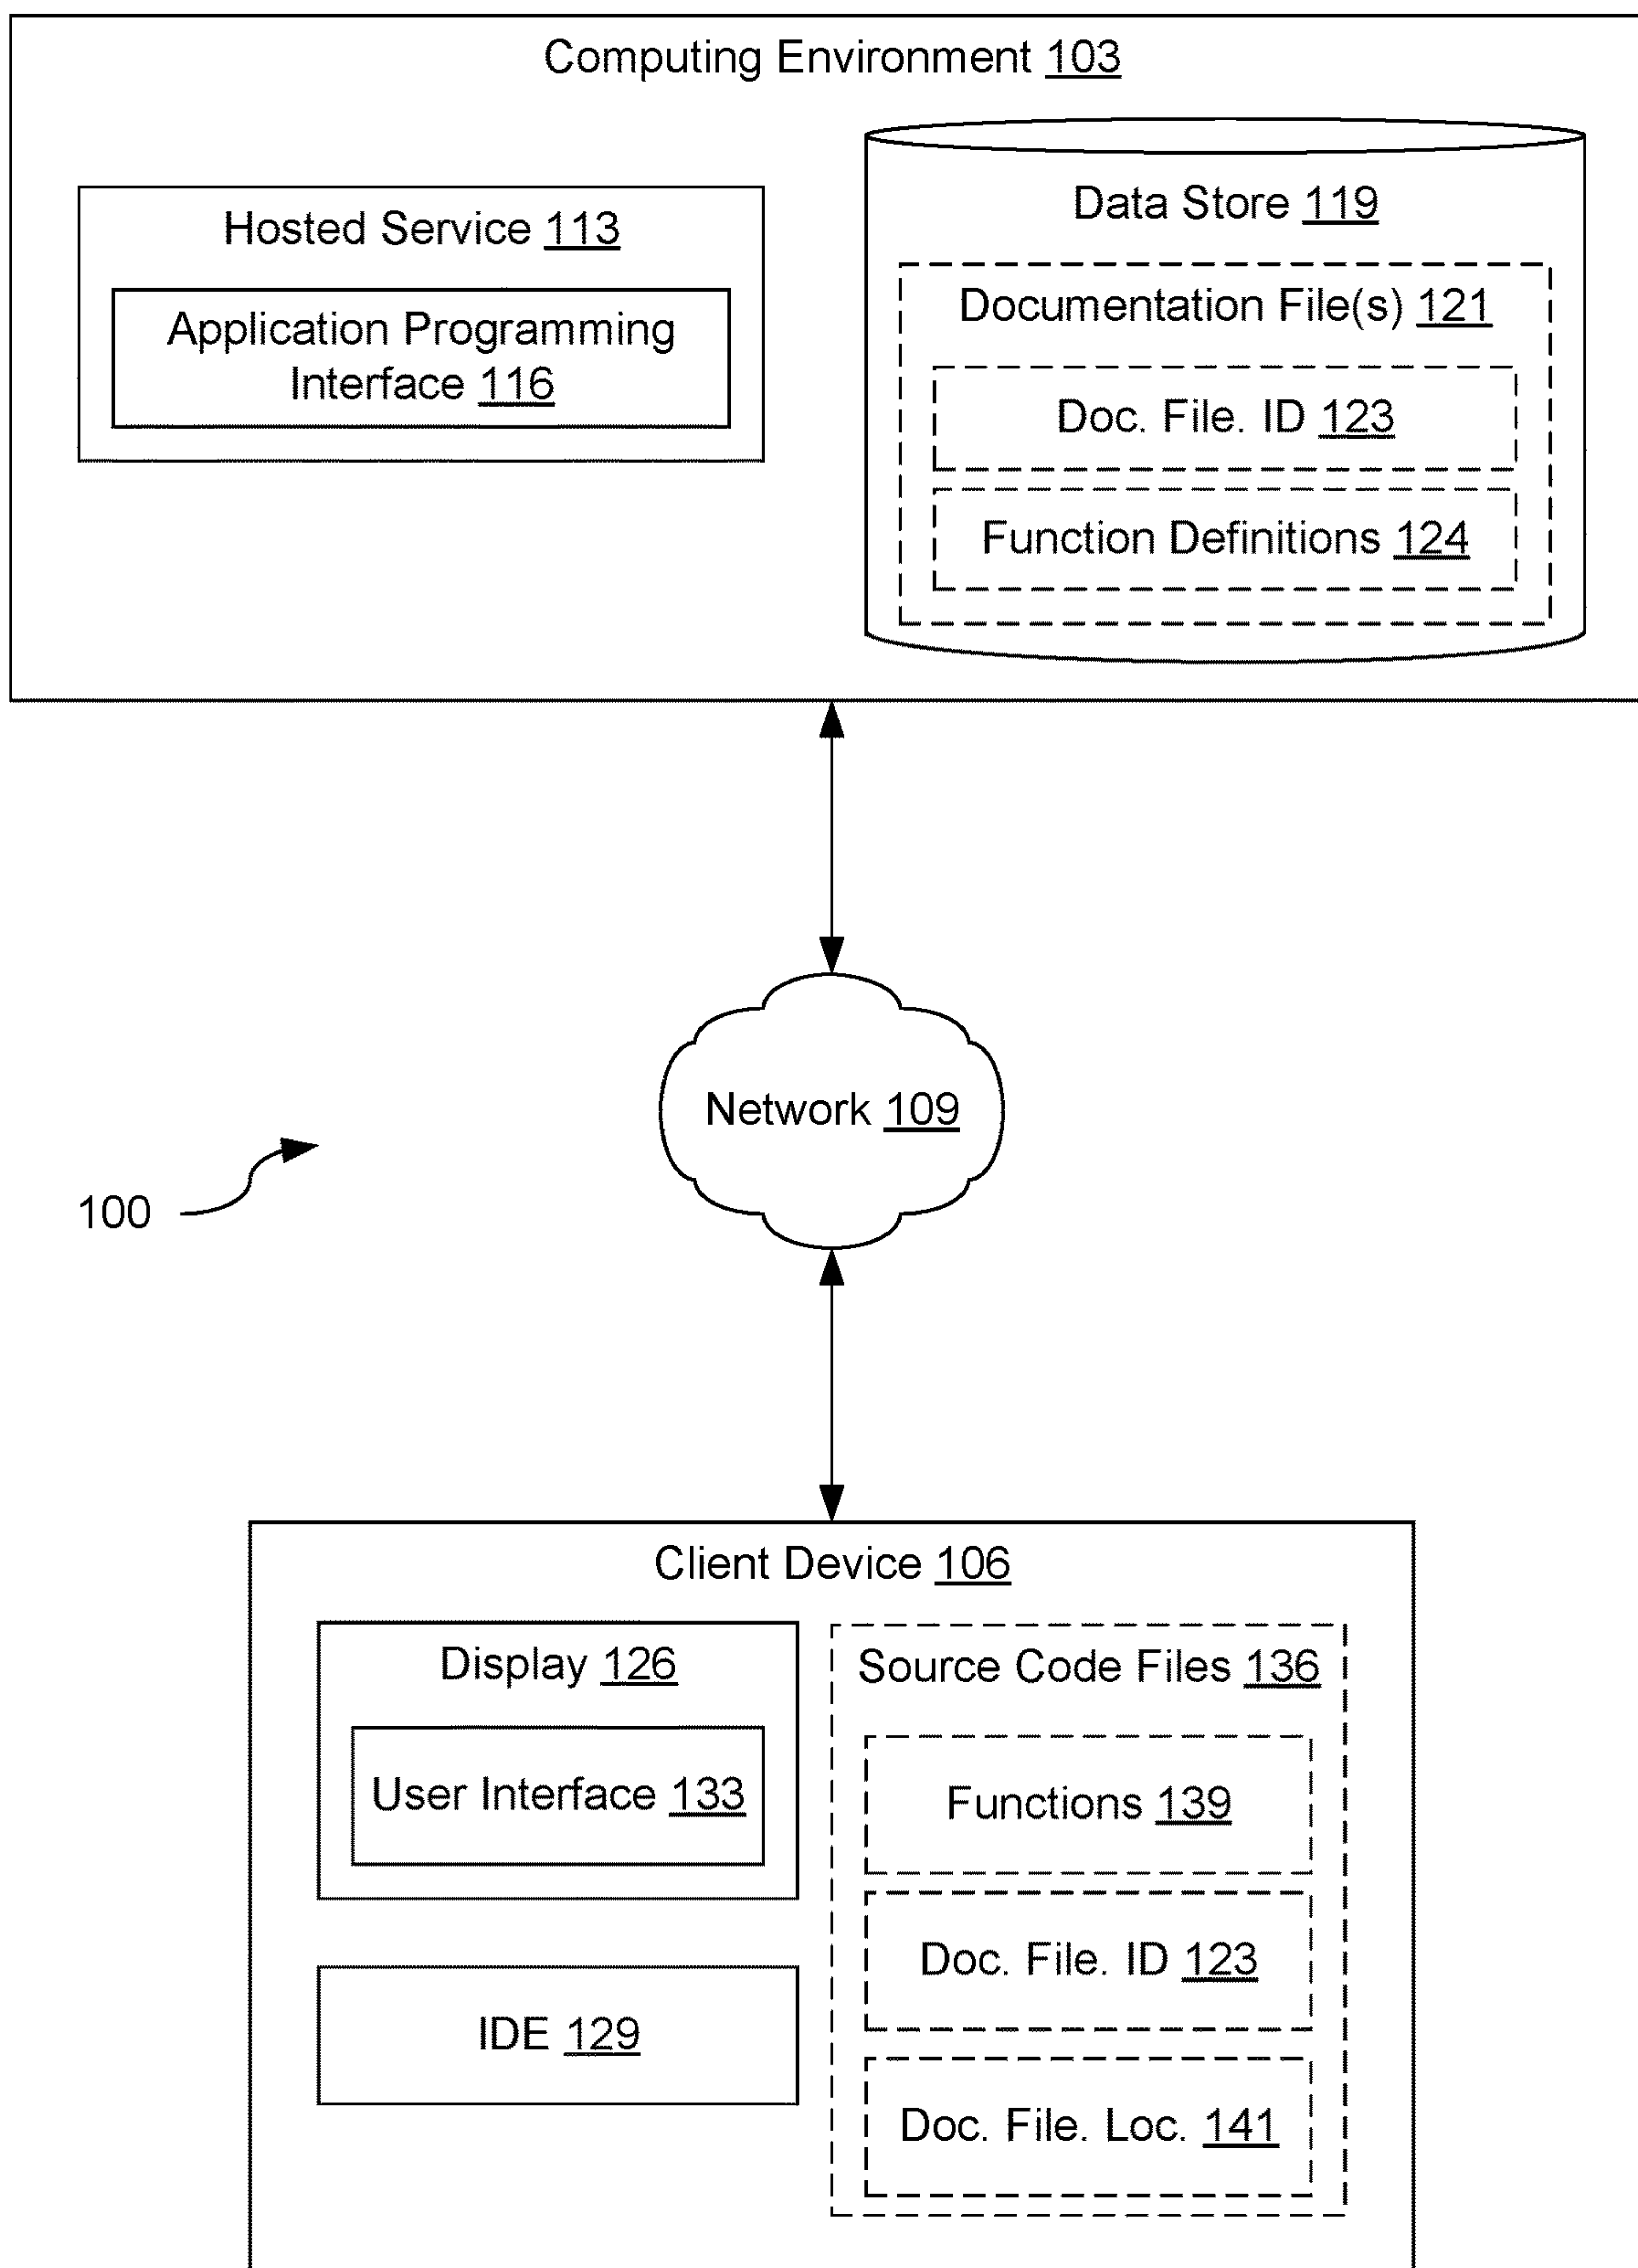 Computing Environment 103
Hosted Service 113
Application Programming
Interface 116
Data Store 119
Documentation File(s) 121
Doc. File. ID 123
Function Definitions 124
Network 109
100
Client Device 106
Display 126
User Interface 133
IDE 129
Source Code Files 136
Functions 139
Doc. File. ID 123
Doc. File. Loc. 141